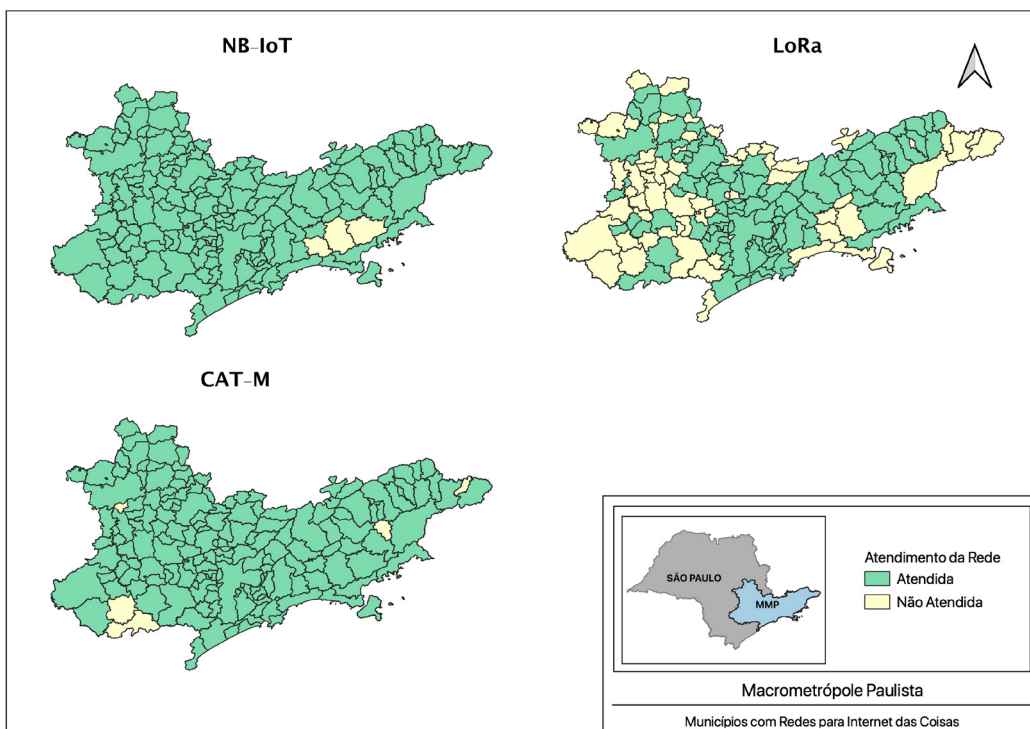 NB-IoT
LoRa
CAT-M
SÃO PAULO
MMP
Atendimento da Rede
Atendida
Não Atendida
Macrometrópole Paulista
Municípios com Redes para Internet das Coisas